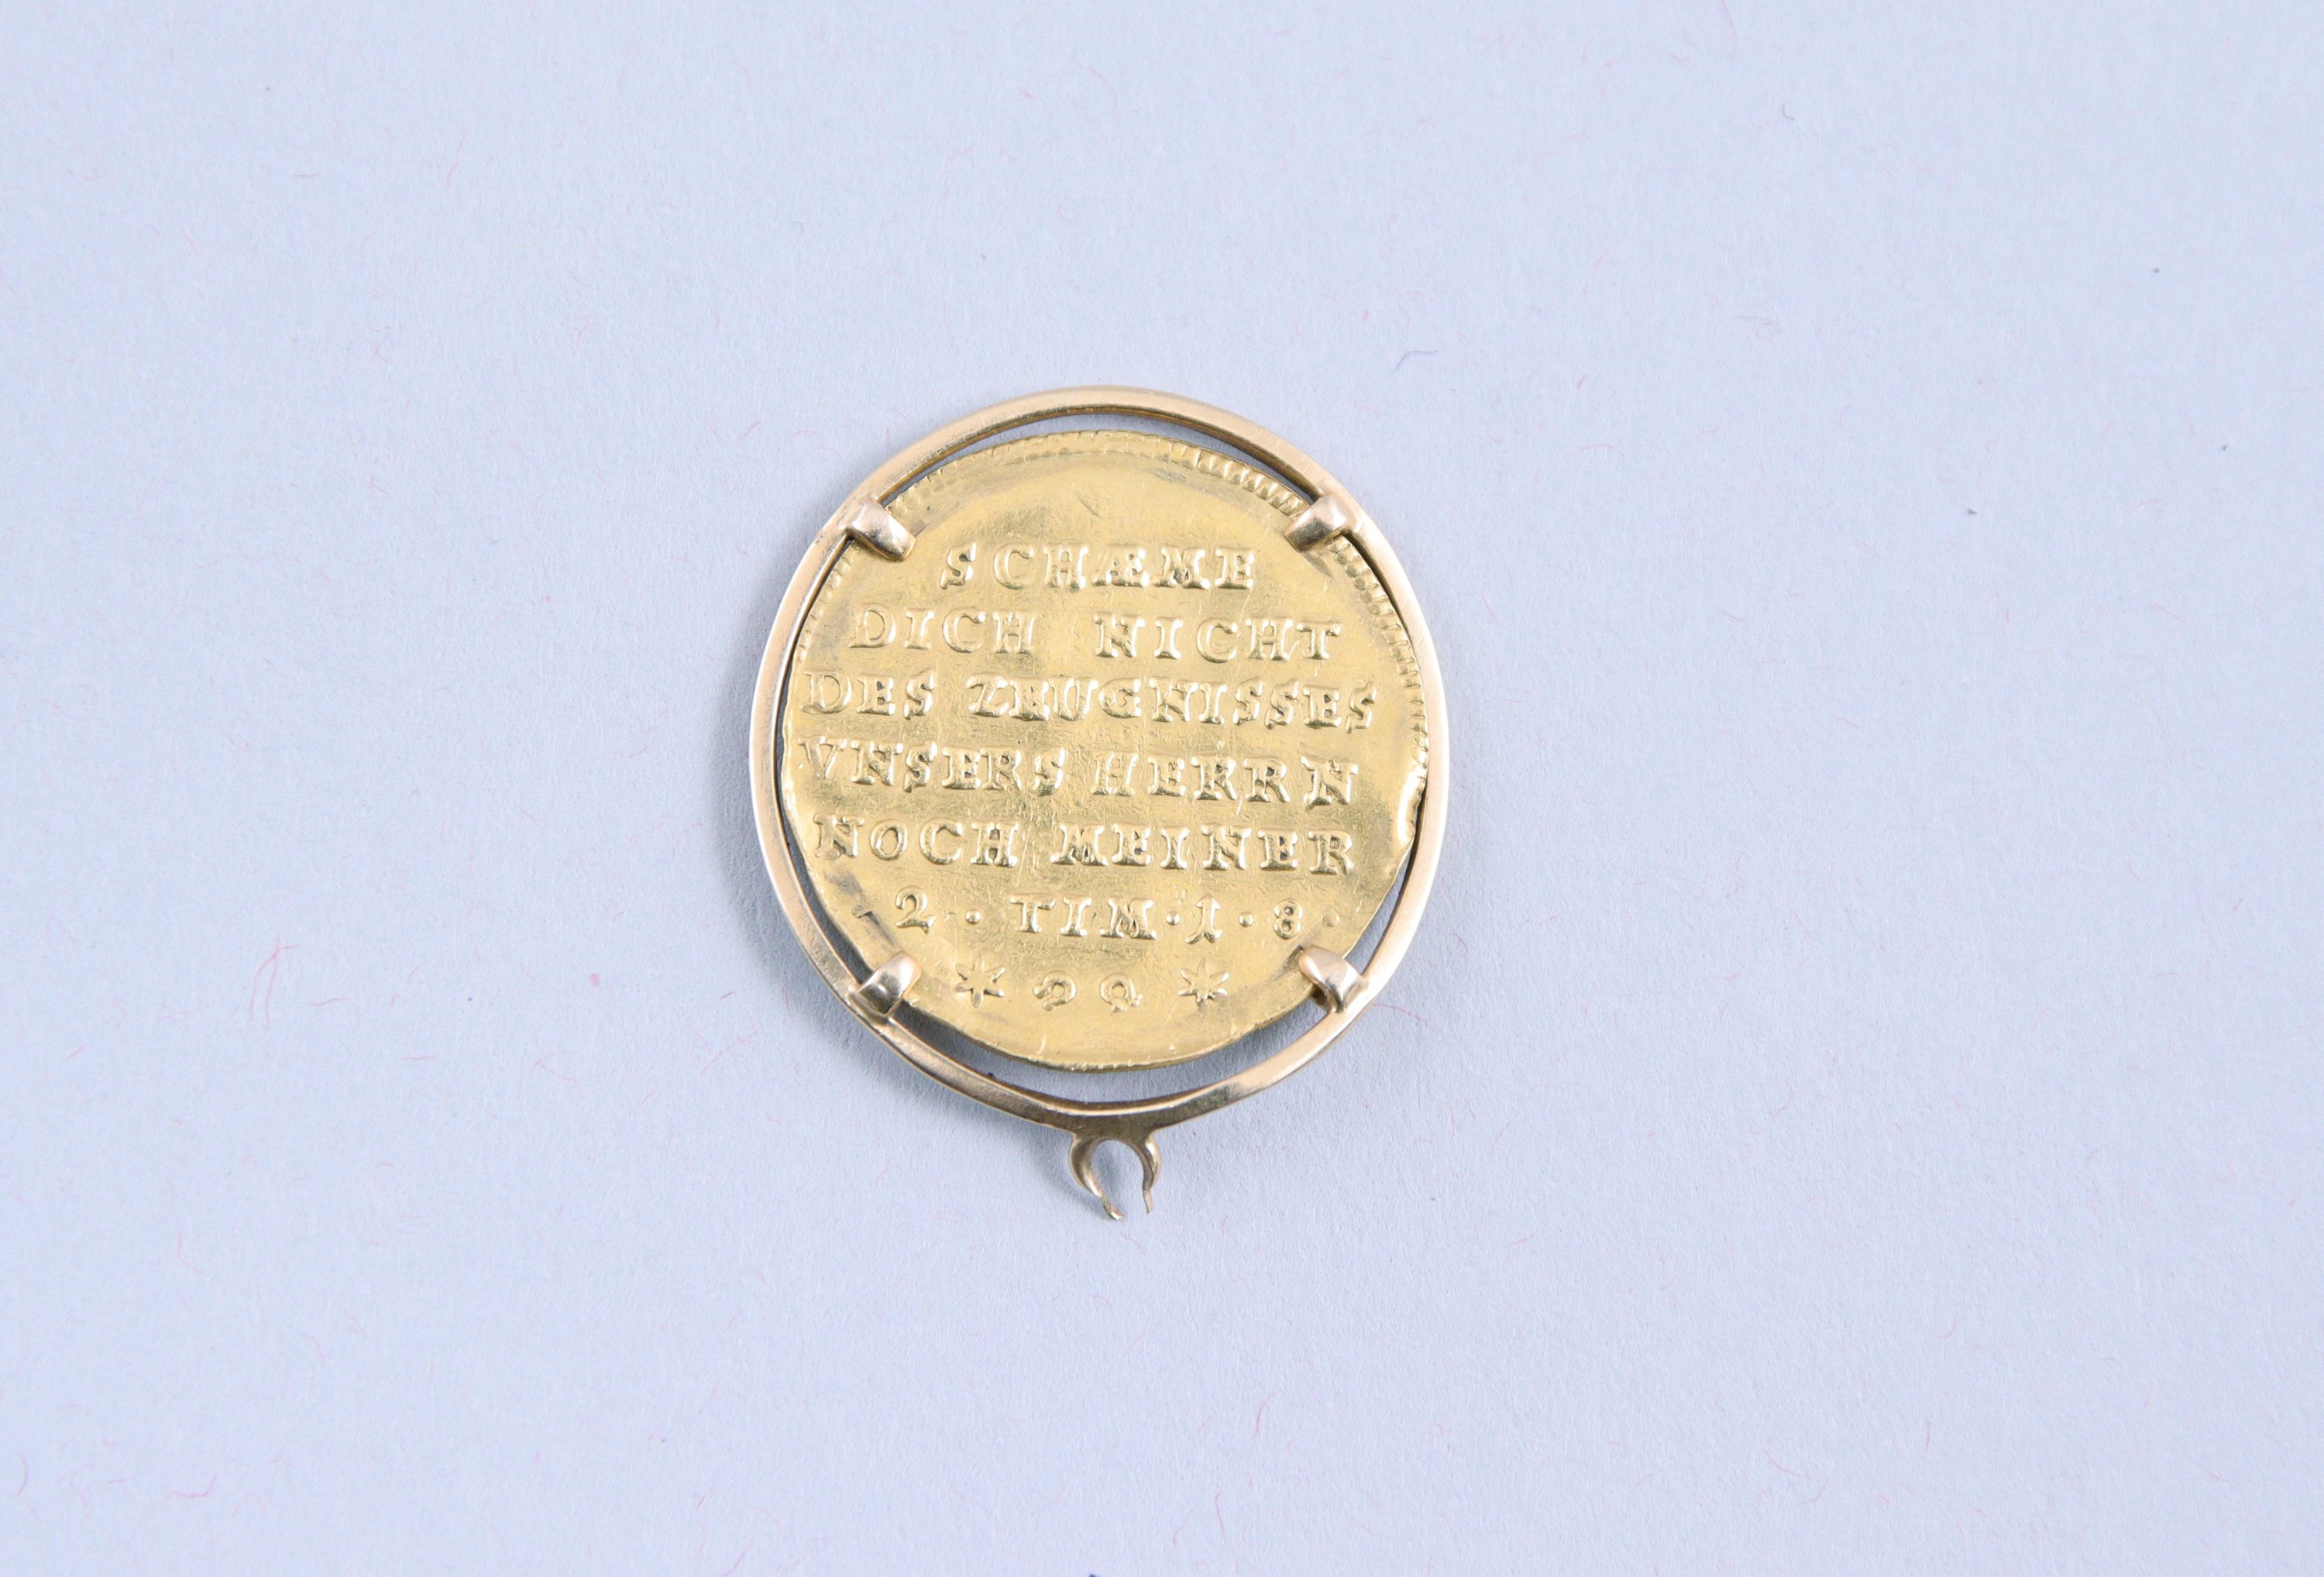 SCHÆME
DICH NICHT
DES ZEUGNISSES
VNSERS HERRN
NOCH MEINER
2 · TIM · 1 · 8 ·